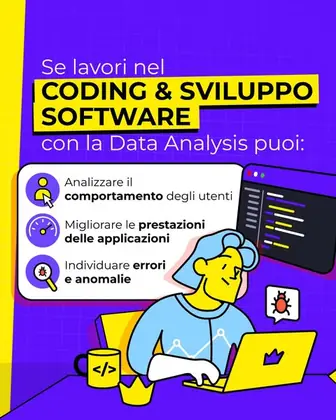 Se lavori nel
CODING & SVILUPPO
SOFTWARE
con la Data Analysis puoi:
Analizzare il
comportamento degli utenti
Migliorare le prestazioni
delle applicazioni
Individuare errori
e anomalie
</>